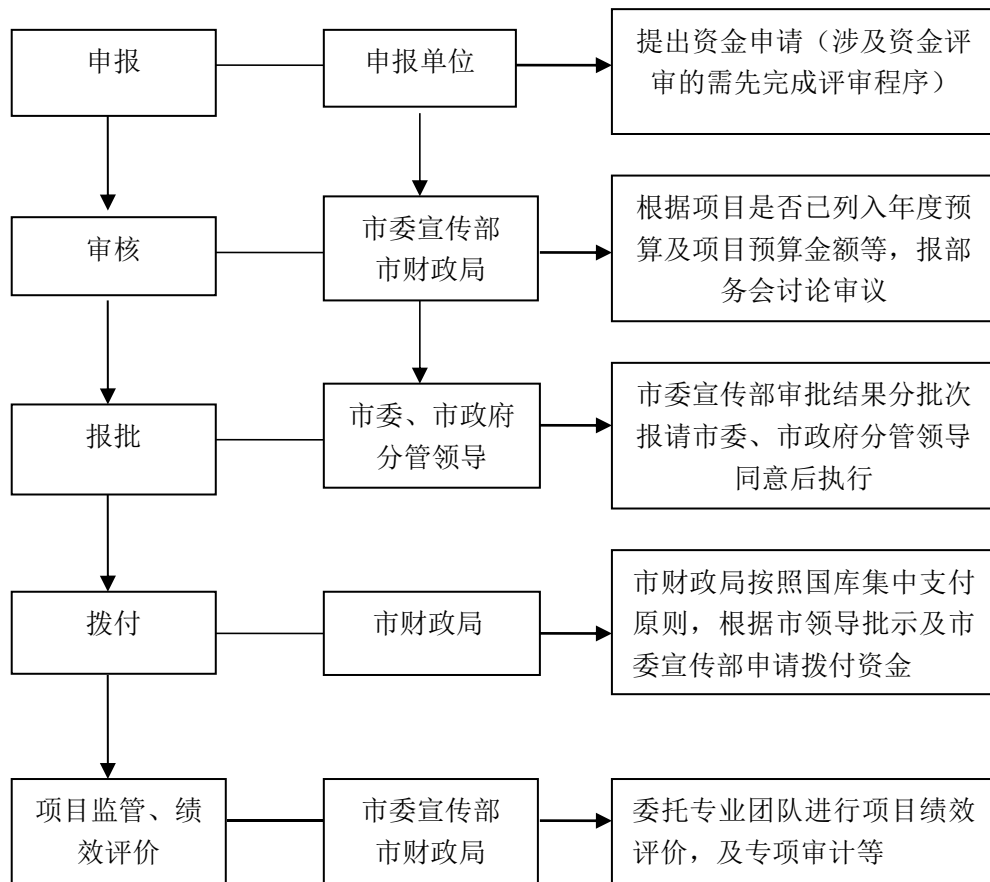 申报
申报单位
提出资金申请（涉及资金评
审的需先完成评审程序）
审核
市委宣传部
市财政局
根据项目是否已列入年度预
算及项目预算金额等，报部
务会讨论审议
报批
市委、市政府
分管领导
市委宣传部审批结果分批次
报请市委、市政府分管领导
同意后执行
拨付
市财政局
市财政局按照国库集中支付
原则，根据市领导批示及市
委宣传部申请拨付资金
项目监管、绩
效评价
市委宣传部
市财政局
委托专业团队进行项目绩效
评价，及专项审计等